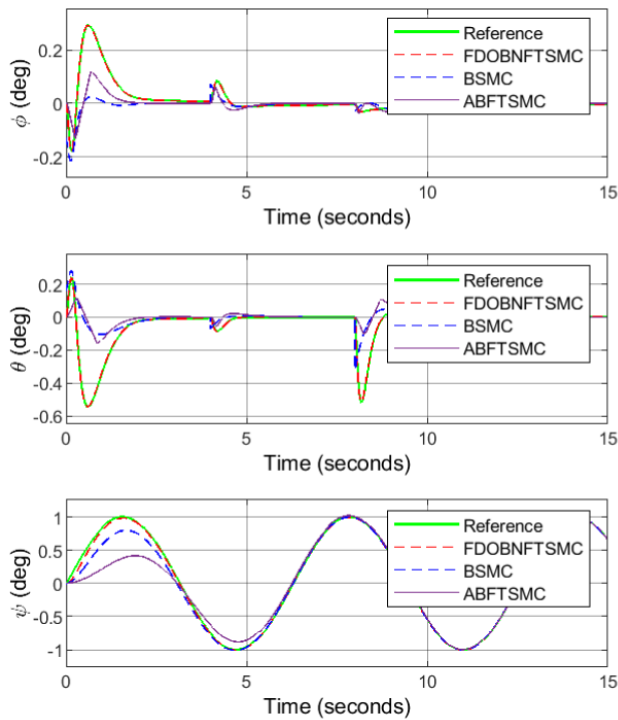 0.2
0
-0.2
ϕ (deg)
Reference
FDOBNFTSMC
BSMC
ABFTSMC
0 5 10 15
Time (seconds)
0.2
0
-0.2
-0.4
-0.6
θ (deg)
Reference
FDOBNFTSMC
BSMC
ABFTSMC
0 5 10 15
Time (seconds)
1
0.5
0
-0.5
-1
ψ (deg)
Reference
FDOBNFTSMC
BSMC
ABFTSMC
0 5 10 15
Time (seconds)